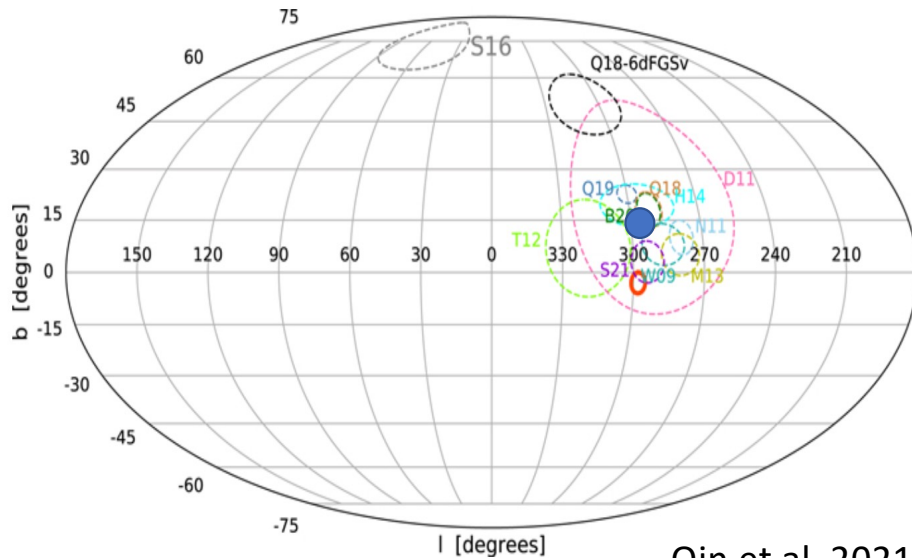 75
60
S16
Q18-6dFGSv
45
30
D11
Q19
Q18
H14
15
B20
N11
T12
150
120
90
60
30
0
330
300
270
240
210
0
S21
W09
M13
-15
-30
-45
-60
-75
b [degrees]
l [degrees]
Qin et al. 2021